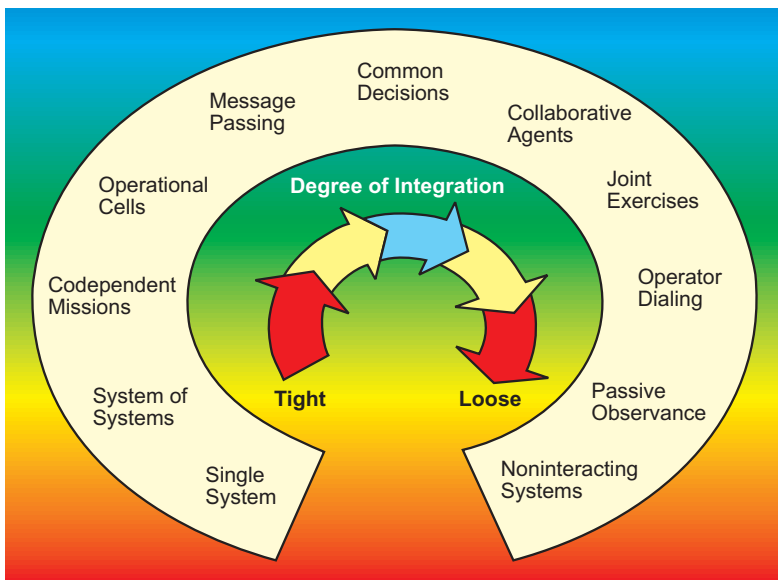 Common
Decisions
Message
Passing
Collaborative
Agents
Operational
Cells
Degree of Integration
Joint
Exercises
Codependent
Missions
Operator
Dialing
System of
Systems
Tight
Loose
Passive
Observance
Single
System
Noninteracting
Systems